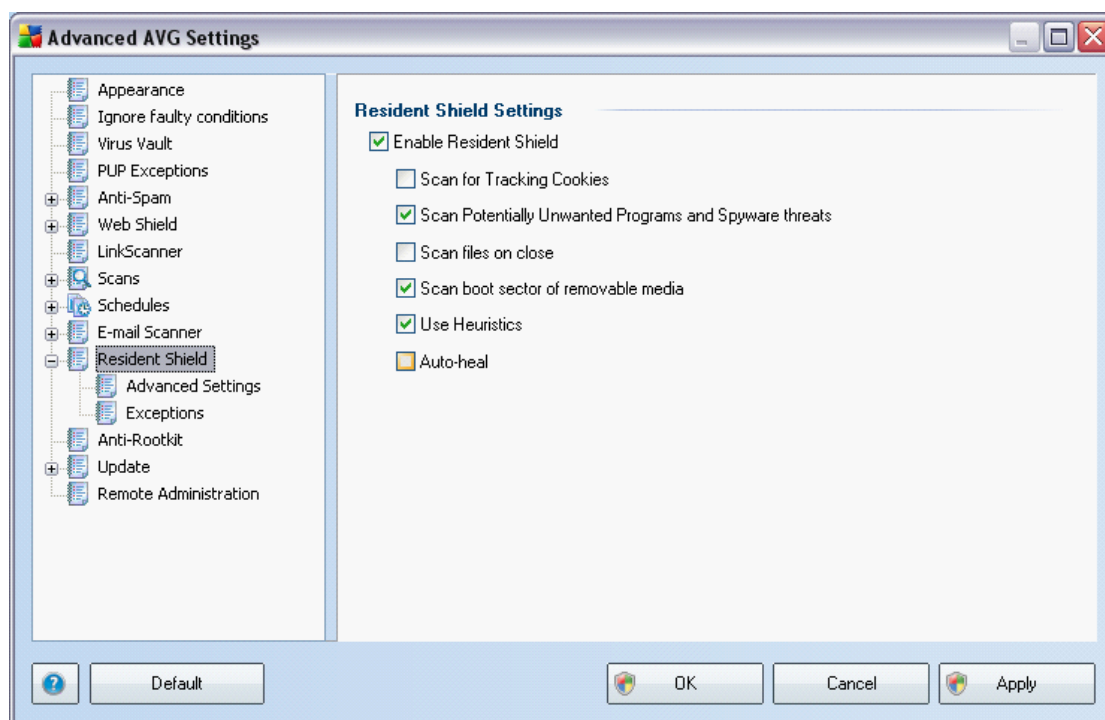 Advanced AVG Settings
Appearance
Ignore faulty conditions
Virus Vault
PUP Exceptions
Anti-Spam
Web Shield
LinkScanner
Scans
Schedules
E-mail Scanner
Resident Shield
Advanced Settings
Exceptions
Anti-Rootkit
Update
Remote Administration
Resident Shield Settings
Enable Resident Shield
Scan for Tracking Cookies
Scan Potentially Unwanted Programs and Spyware threats
Scan files on close
Scan boot sector of removable media
Use Heuristics
Auto-heal
? Default OK Cancel Apply